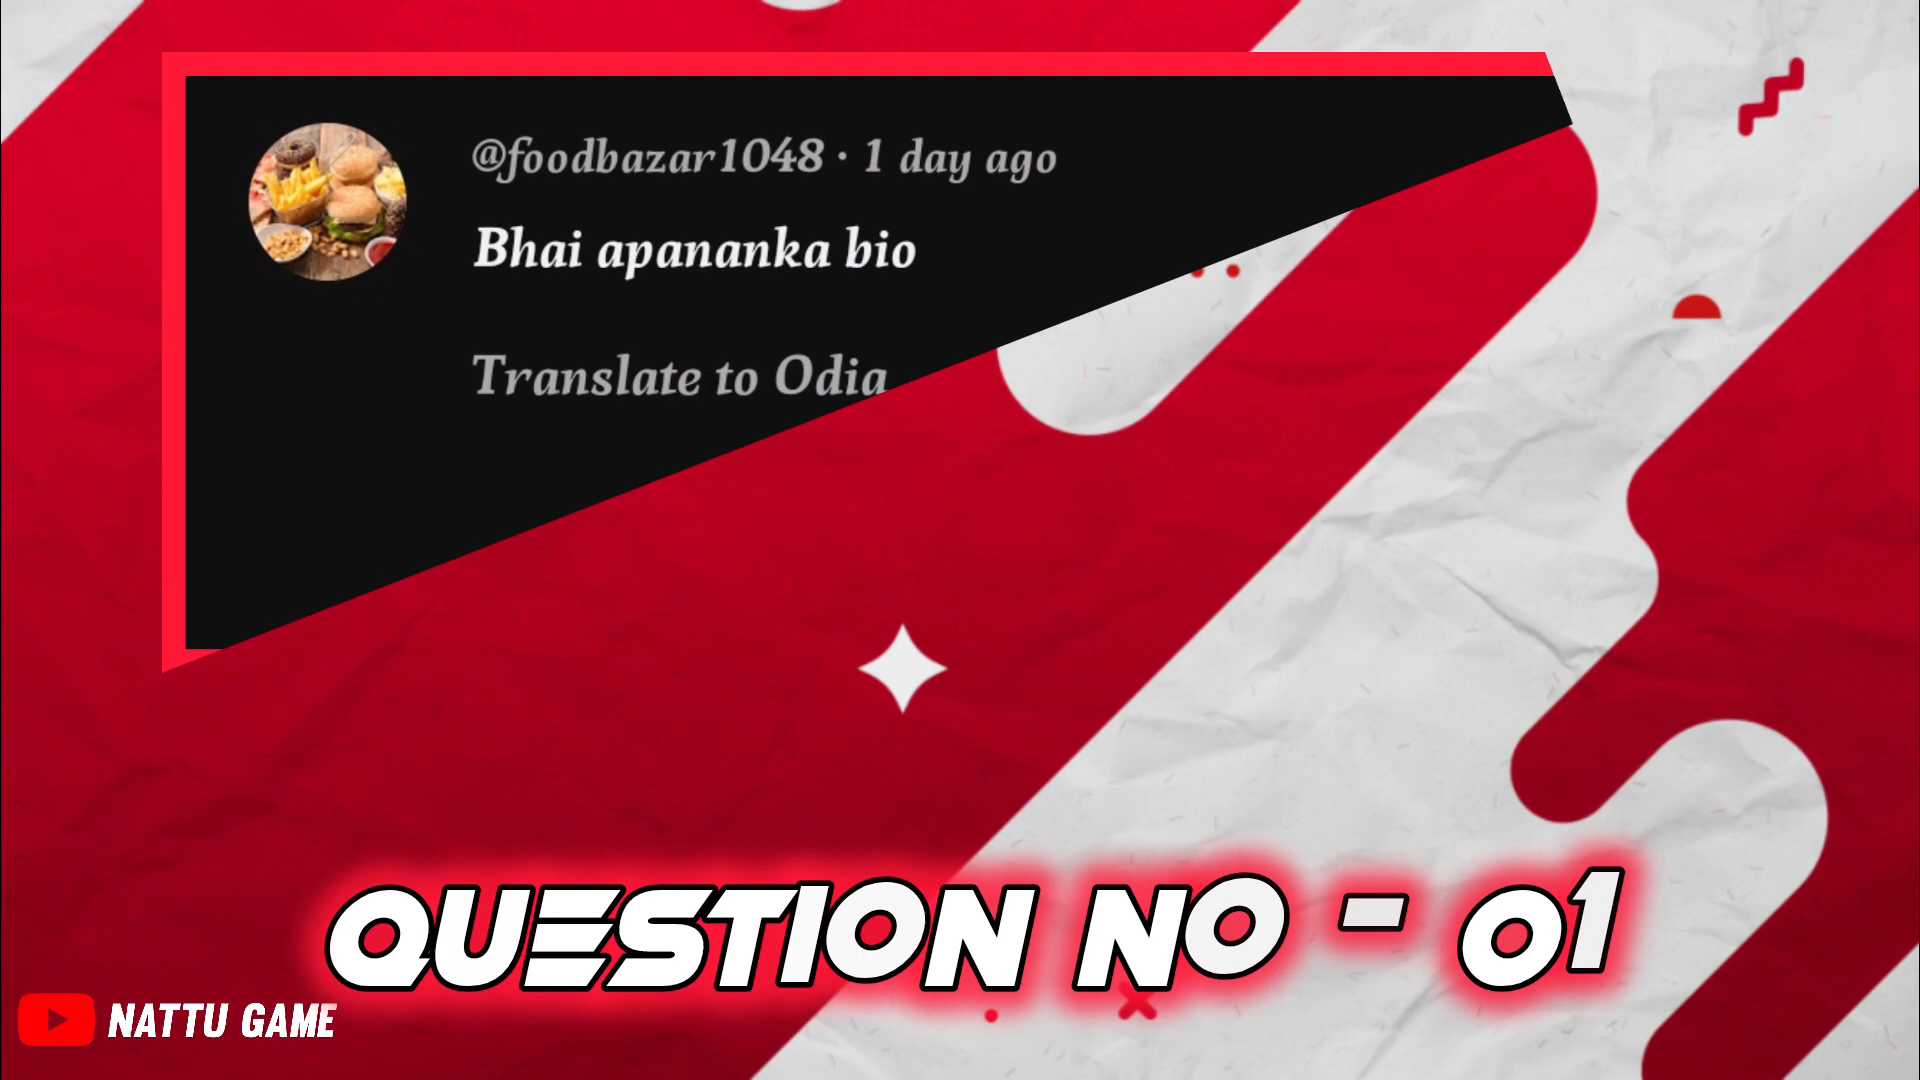 @foodbazar1048 · 1 day ago
Bhai apananka bio
Translate to Odia
QUESTION NO - 01
NATTU GAME